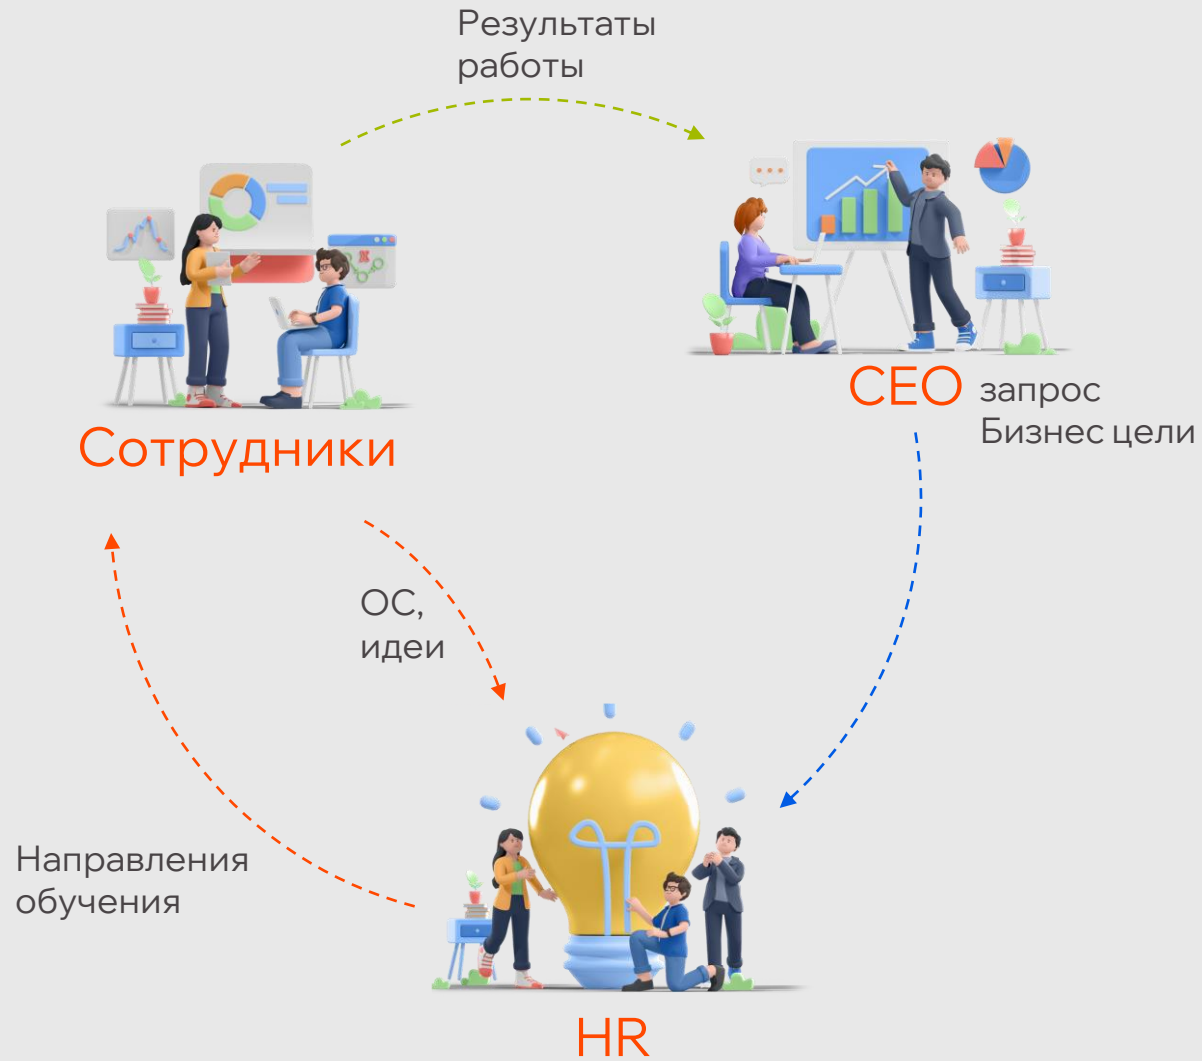 Результаты
работы
CEO
запрос
Бизнес цели
Сотрудники
ОС,
идеи
Направления
обучения
HR